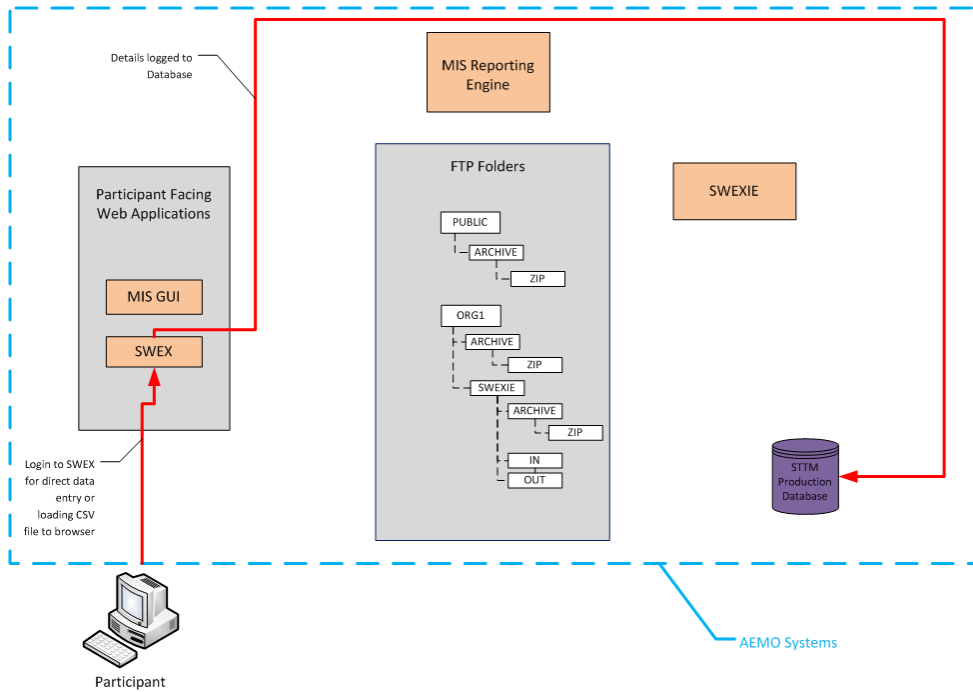 Details logged to
Database
MIS Reporting
Engine
Participant Facing
Web Applications
MIS GUI
SWEX
FTP Folders
PUBLIC
ARCHIVE
ZIP
ORG1
ARCHIVE
ZIP
SWEXIE
ARCHIVE
ZIP
IN
OUT
SWEXIE
STTM
Production
Database
Login to SWEX
for direct data
entry or
loading CSV
file to browser
AEMO Systems
Participant